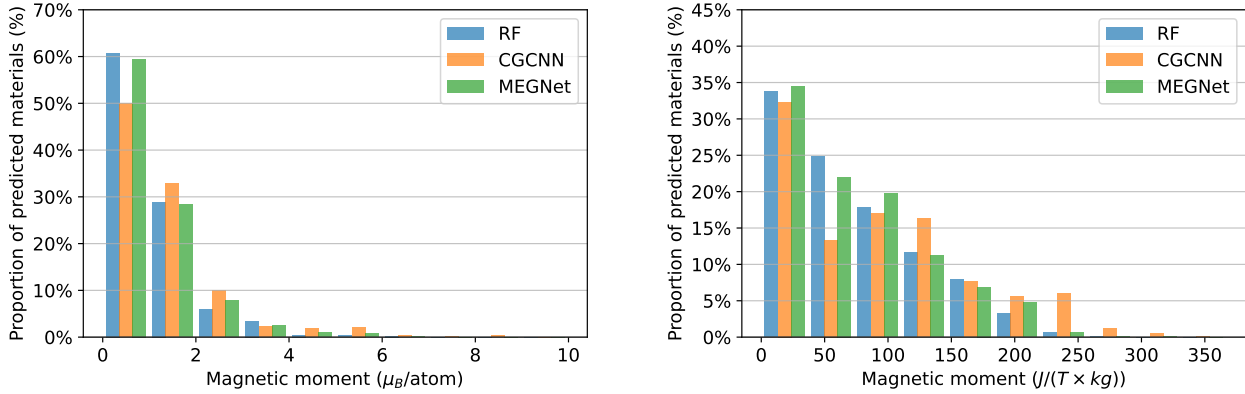 70%
60%
50%
40%
30%
20%
10%
0%
Proportion of predicted materials (%)
RF
CGCNN
MEGNet
0 2 4 6 8 10
Magnetic moment (μ_B/atom)
45%
40%
35%
30%
25%
20%
15%
10%
5%
0%
Proportion of predicted materials (%)
RF
CGCNN
MEGNet
0 50 100 150 200 250 300 350
Magnetic moment (J/(T × kg))